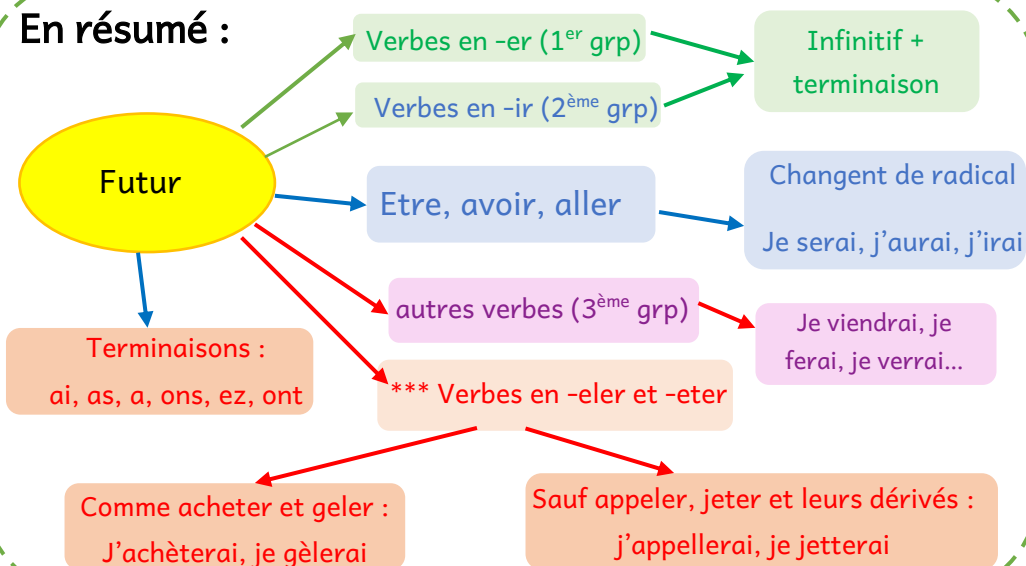 En résumé :
Verbes en -er (1er grp)
Verbes en -ir (2ème grp)
Infinitif +
terminaison
Futur
Etre, avoir, aller
Changent de radical
Je serai, j'aurai, j'irai
autres verbes (3ème grp)
Je viendrai, je
ferai, je verrai...
Terminaisons :
ai, as, a, ons, ez, ont
*** Verbes en -eler et -eter
Comme acheter et geler :
J'achèterai, je gèlerai
Sauf appeler, jeter et leurs dérivés :
j'appellerai, je jetterai